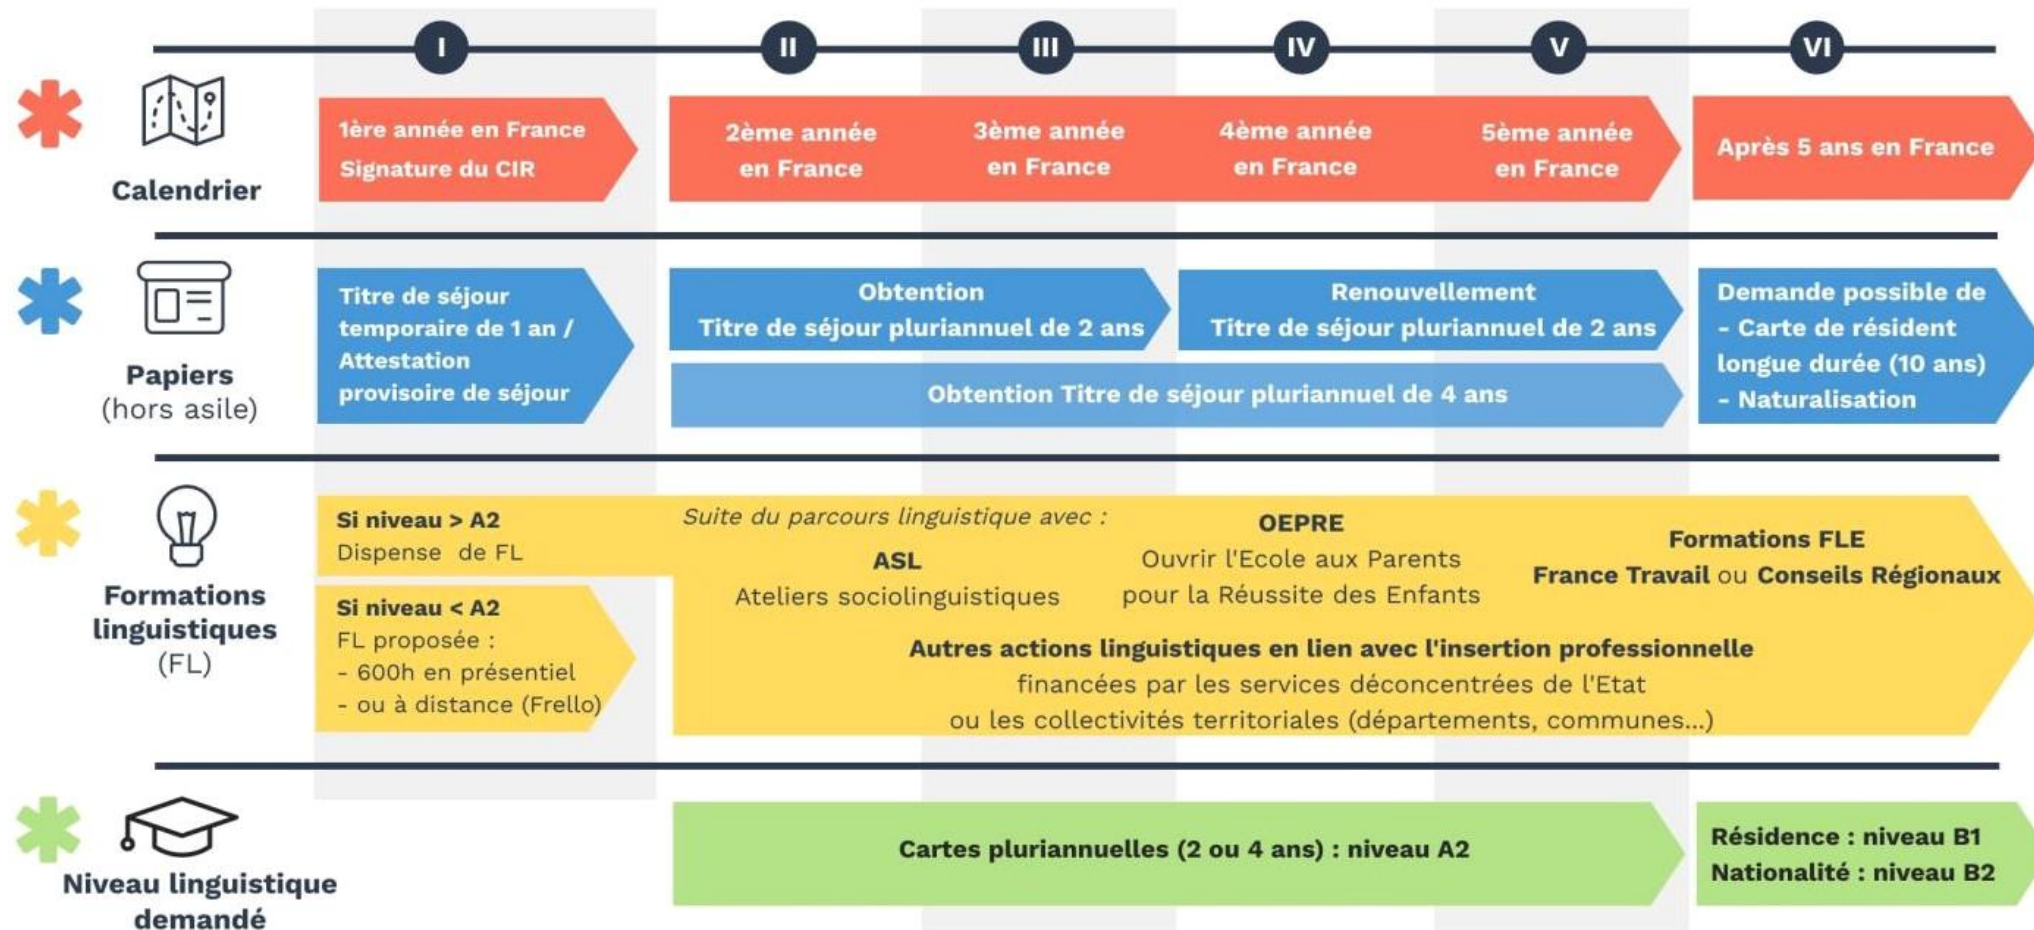 I
II
III
IV
V
VI
Calendrier
1ère année en France
Signature du CIR
2ème année
en France
3ème année
en France
4ème année
en France
5ème année
en France
Après 5 ans en France
Papiers
(hors asile)
Titre de séjour
temporaire de 1 an /
Attestation
provisoire de séjour
Obtention
Titre de séjour pluriannuel de 2 ans
Renouvellement
Titre de séjour pluriannuel de 2 ans
Obtention Titre de séjour pluriannuel de 4 ans
Demande possible de
- Carte de résident
longue durée (10 ans)
- Naturalisation
Formations
linguistiques
(FL)
Si niveau > A2
Dispense de FL
Si niveau < A2
FL proposée :
- 600h en présentiel
- ou à distance (Frello)
Suite du parcours linguistique avec :
ASL
Ateliers sociolinguistiques
OEPRE
Ouvrir l'Ecole aux Parents
pour la Réussite des Enfants
Formations FLE
France Travail ou Conseils Régionaux
Autres actions linguistiques en lien avec l'insertion professionnelle
financées par les services déconcentrées de l'Etat
ou les collectivités territoriales (départements, communes...)
Niveau linguistique
demandé
Cartes pluriannuelles (2 ou 4 ans) : niveau A2
Résidence : niveau B1
Nationalité : niveau B2